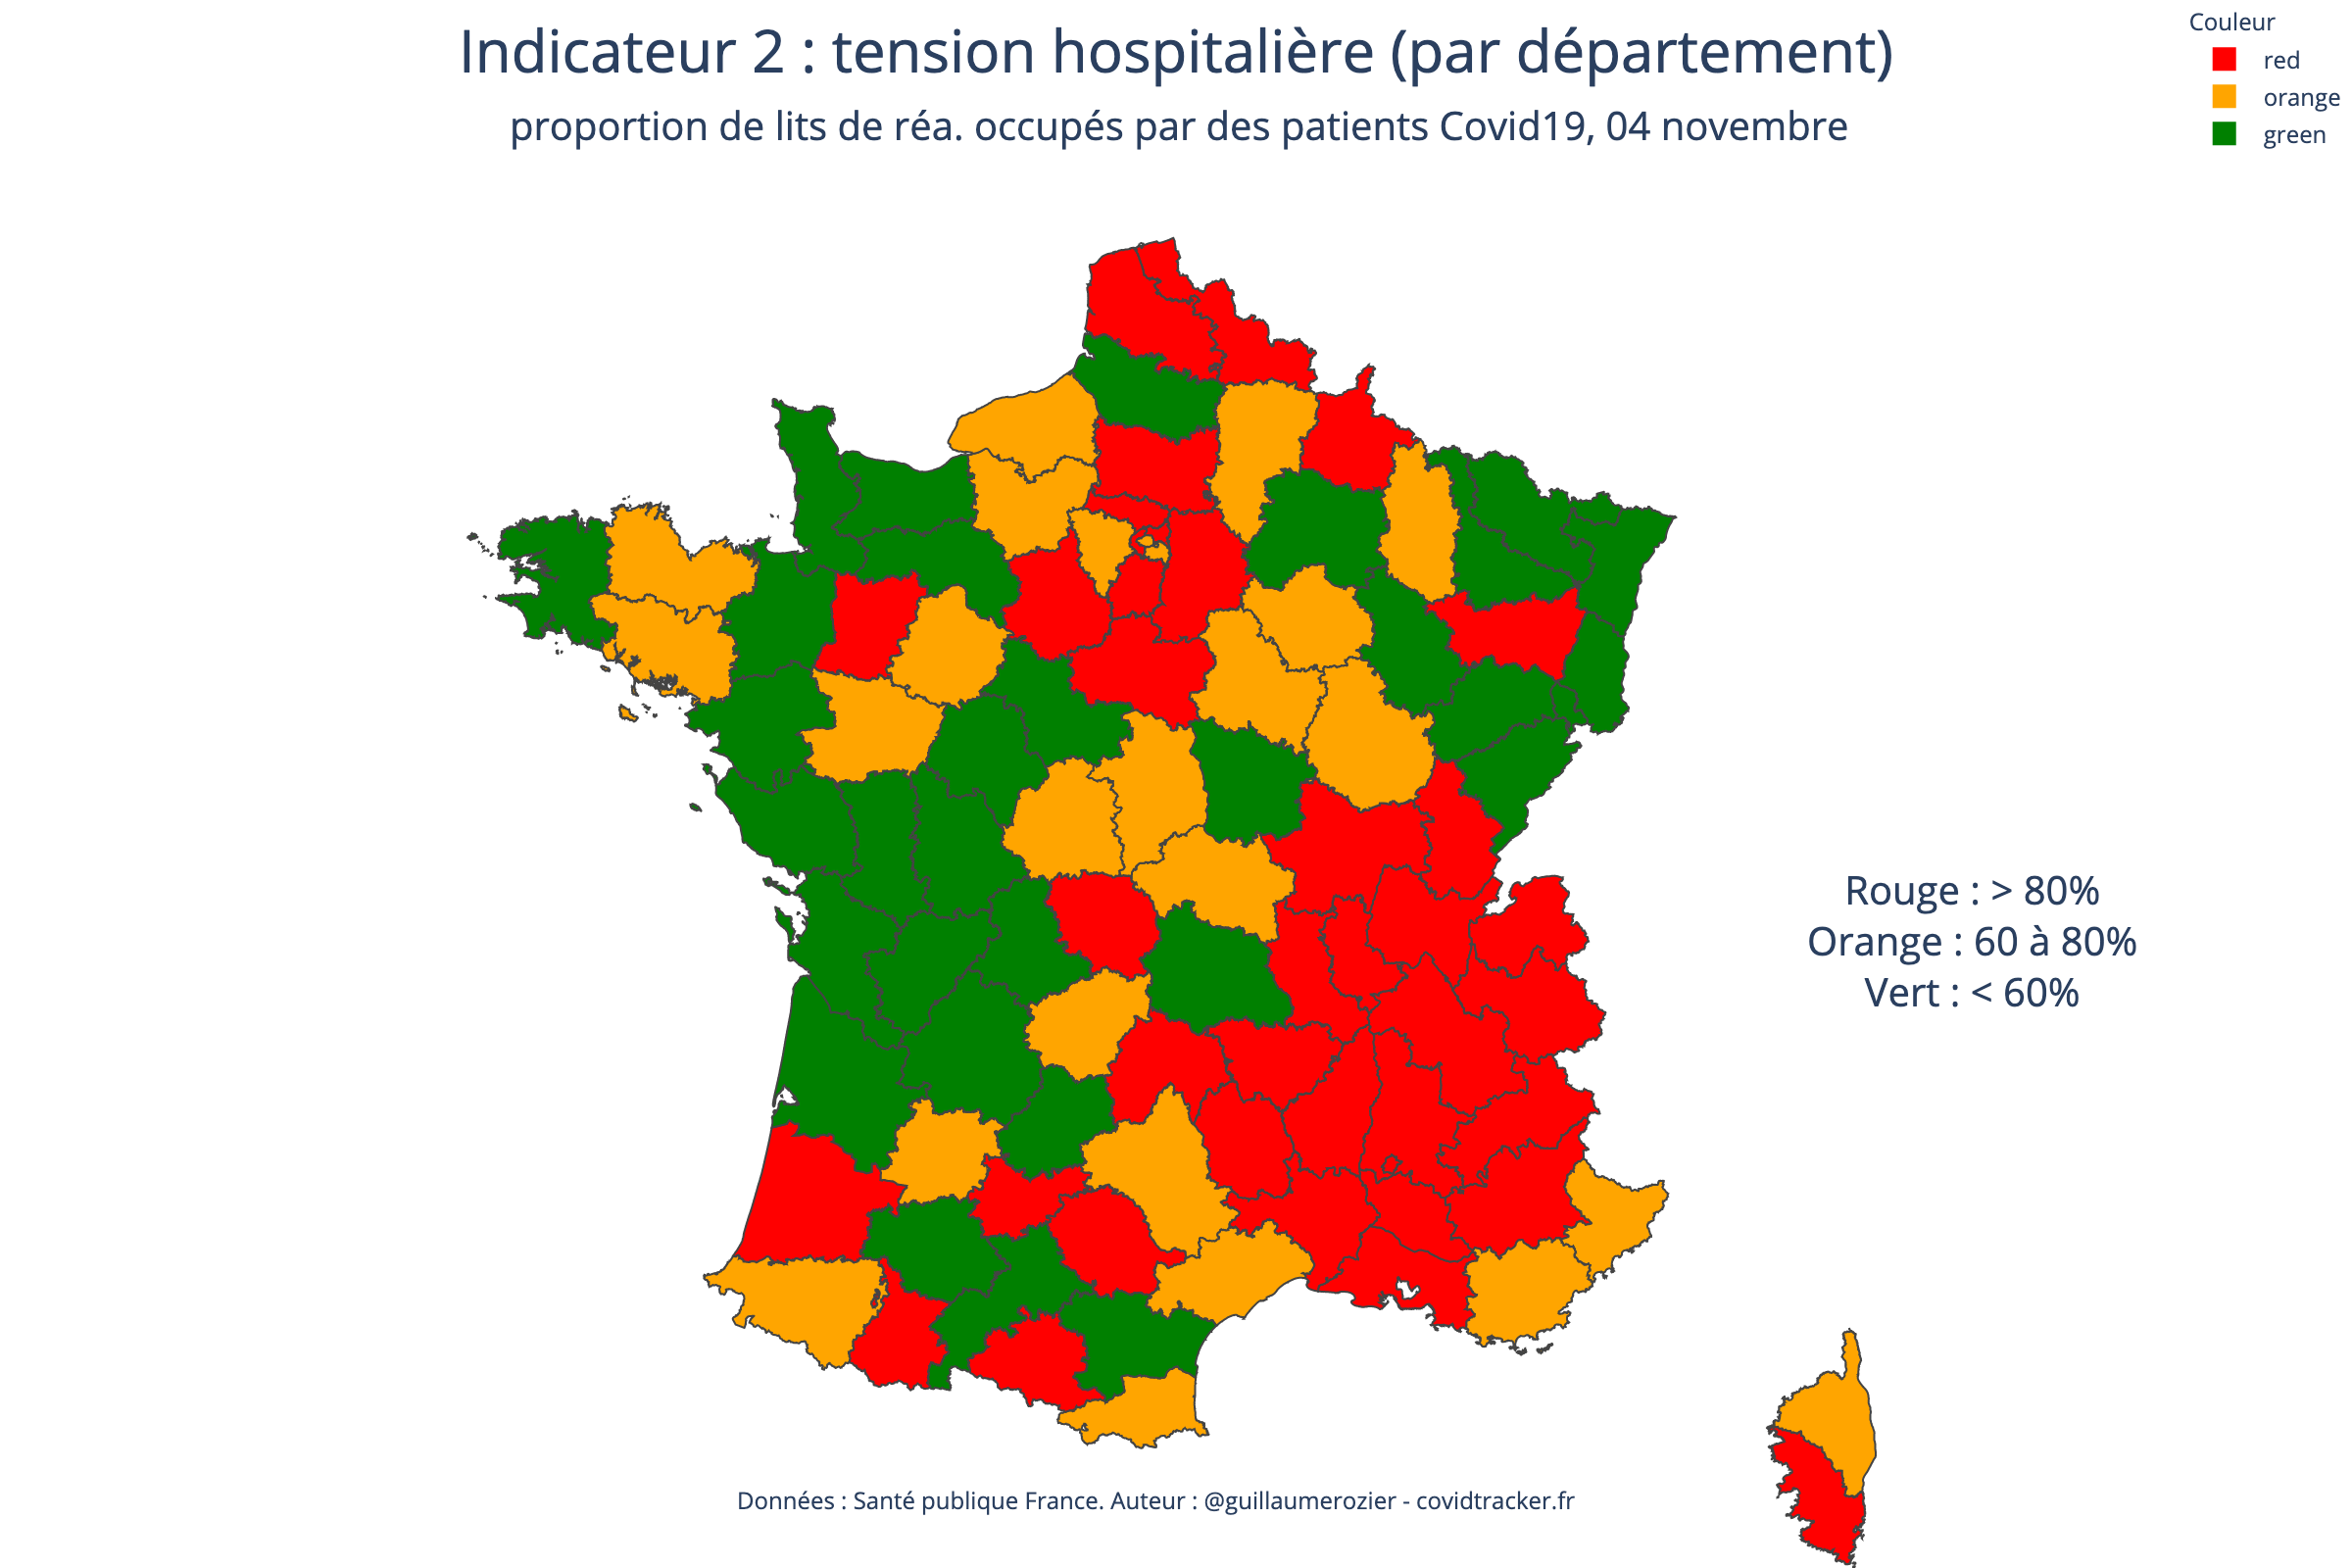 Indicateur 2 : tension hospitalière (par département)
proportion de lits de réa. occupés par des patients Covid19, 04 novembre
Couleur
red
orange
green
Rouge : > 80%
Orange : 60 à 80%
Vert : < 60%
Données : Santé publique France. Auteur : @guillaumerozier - covidtracker.fr